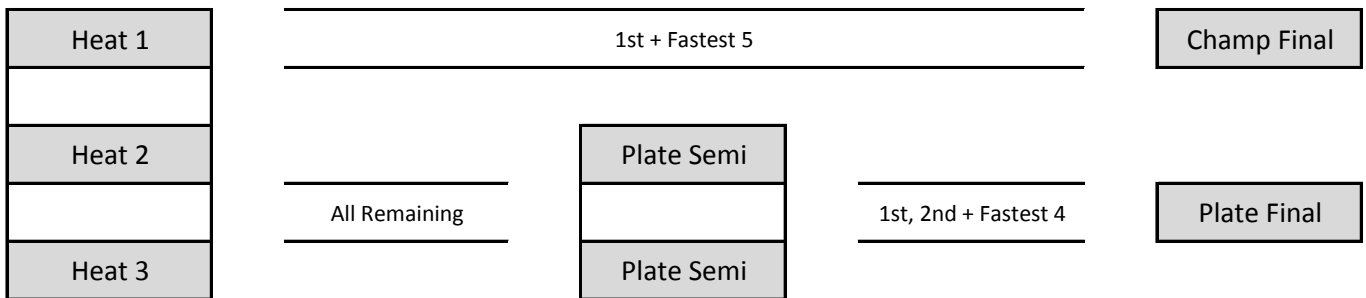 Heat 1
1st + Fastest 5
Champ Final
Heat 2
Plate Semi
All Remaining
1st, 2nd + Fastest 4
Plate Final
Heat 3
Plate Semi